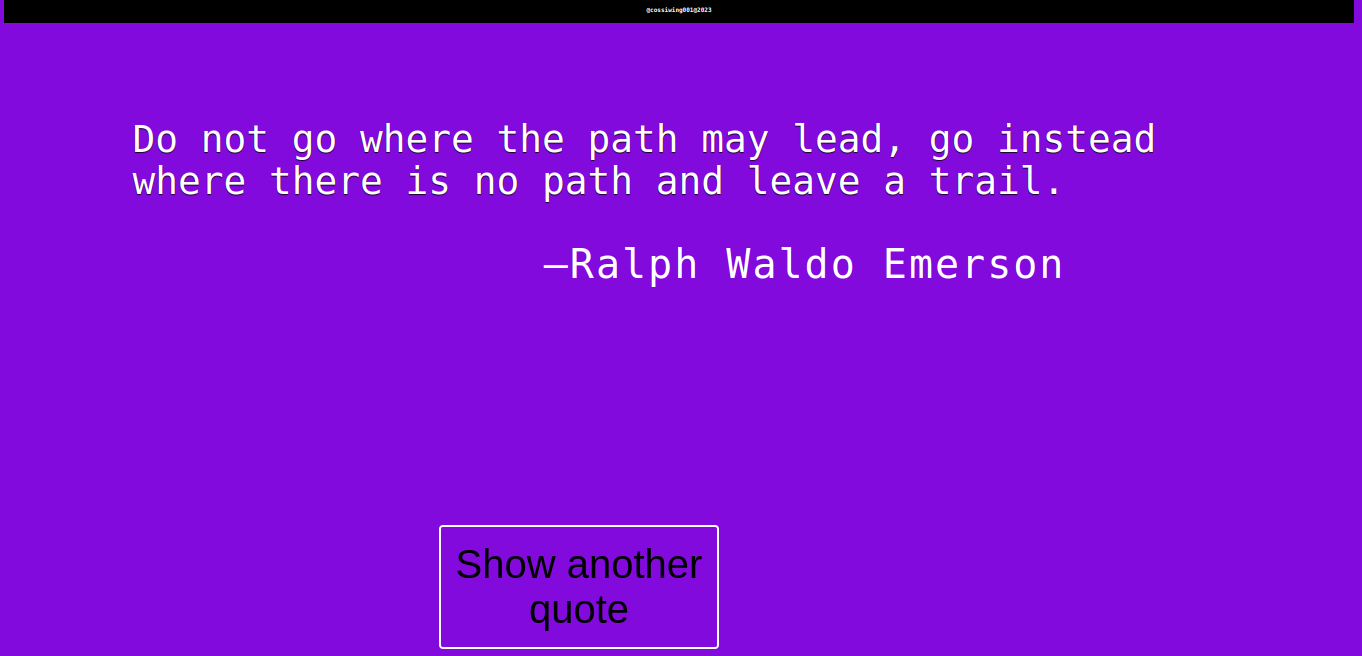 @cossiwing001@2023
Do not go where the path may lead, go instead
where there is no path and leave a trail.
—Ralph Waldo Emerson
Show another
quote